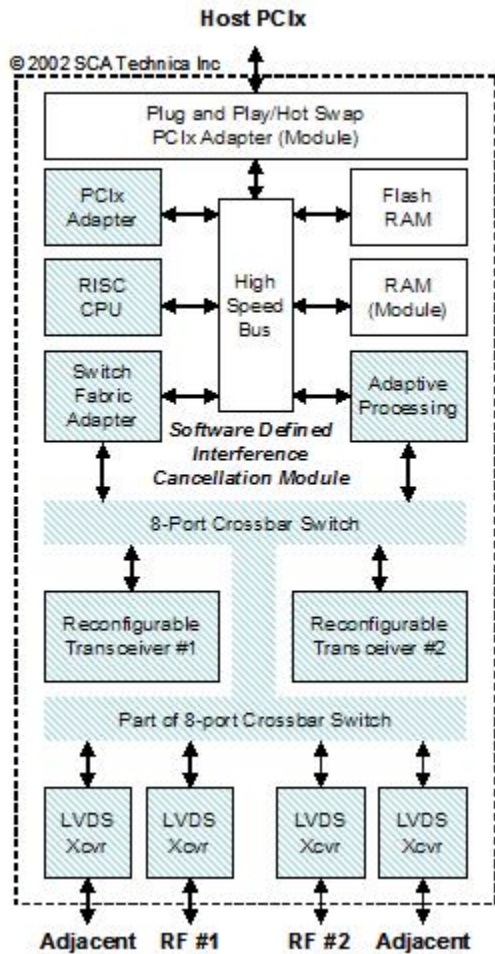 Host PCIx
© 2002 SCA Technica Inc
Plug and Play/Hot Swap
PCIx Adapter (Module)
PCIx
Adapter
Flash
RAM
RISC
CPU
High
Speed
Bus
RAM
(Module)
Switch
Fabric
Adapter
Adaptive
Processing
Software Defined
Interference
Cancellation Module
8-Port Crossbar Switch
Reconfigurable
Transceiver #1
Reconfigurable
Transceiver #2
Part of 8-port Crossbar Switch
LVDS
Xcvr
LVDS
Xcvr
LVDS
Xcvr
LVDS
Xcvr
Adjacent
RF #1
RF #2
Adjacent